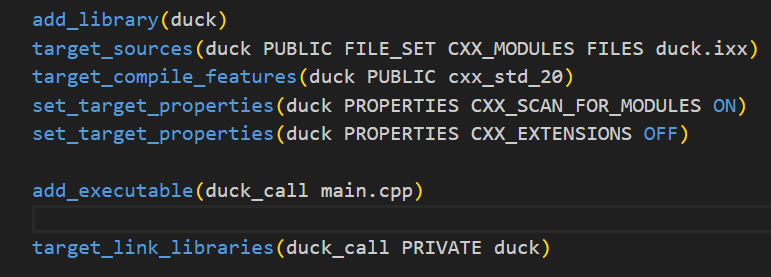 add_library(duck)
target_sources(duck PUBLIC FILE_SET CXX_MODULES FILES duck.ixx)
target_compile_features(duck PUBLIC cxx_std_20)
set_target_properties(duck PROPERTIES CXX_SCAN_FOR_MODULES ON)
set_target_properties(duck PROPERTIES CXX_EXTENSIONS OFF)
add_executable(duck_call main.cpp)
target_link_libraries(duck_call PRIVATE duck)